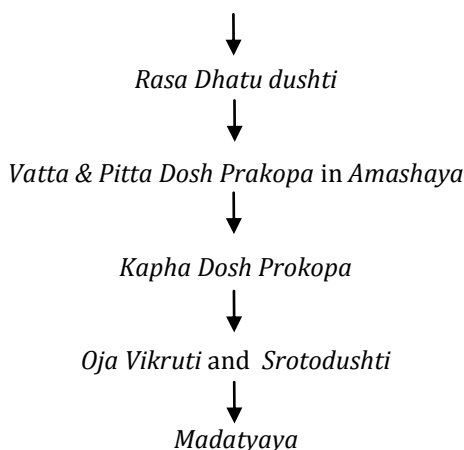 Rasa Dhatu dushti
Vatta & Pitta Dosh Prakopa in Amashaya
Kapha Dosh Prokopa
Oja Vikruti and Srotodushti
Madatyaya